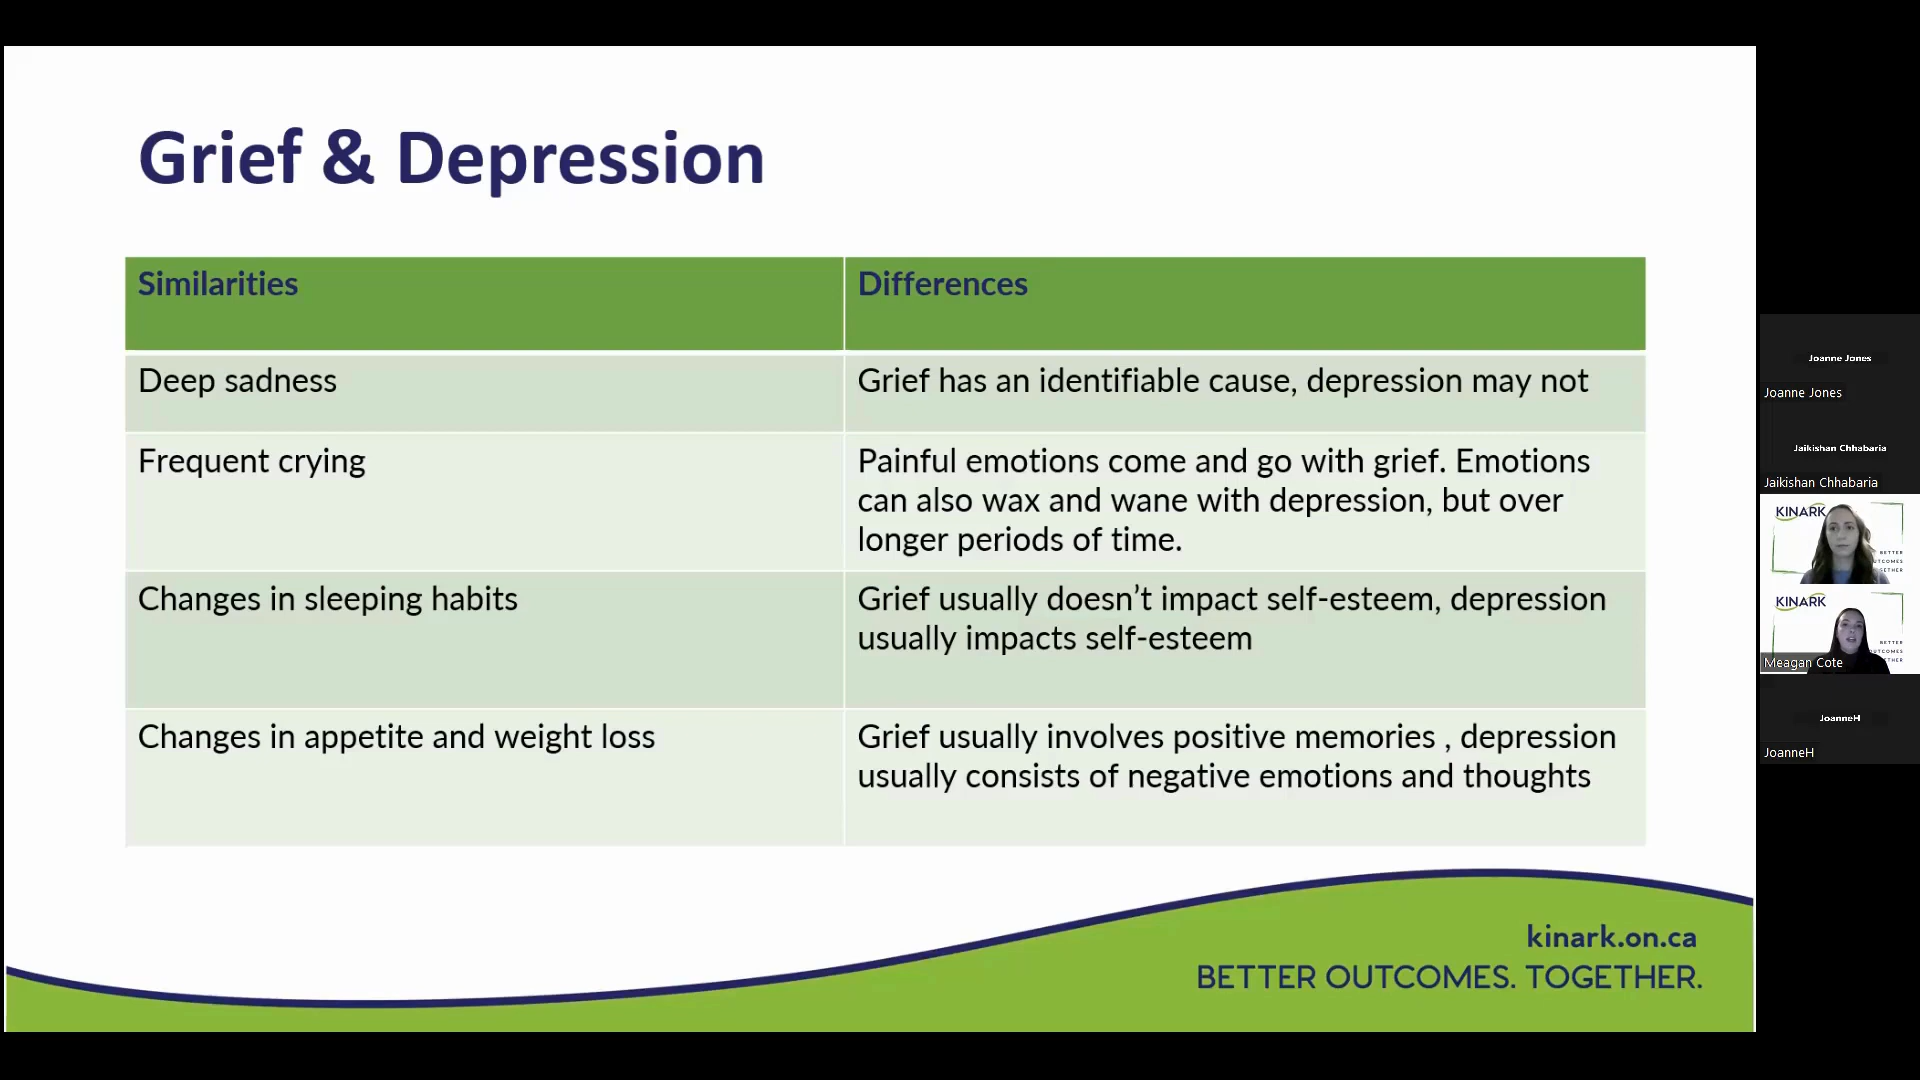 Grief & Depression
Similarities
Differences
Deep sadness
Grief has an identifiable cause, depression may not
Frequent crying
Painful emotions come and go with grief. Emotions
can also wax and wane with depression, but over
longer periods of time.
Changes in sleeping habits
Grief usually doesn’t impact self-esteem, depression
usually impacts self-esteem
Changes in appetite and weight loss
Grief usually involves positive memories , depression
usually consists of negative emotions and thoughts
kinark.on.ca
BETTER OUTCOMES. TOGETHER.
Joanne Jones
Joanne Jones
Jaikishan Chhabaria
Jaikishan Chhabaria
KINARK
BETTER
KINARK
BETTER
Meagan Cote
JoanneH
JoanneH